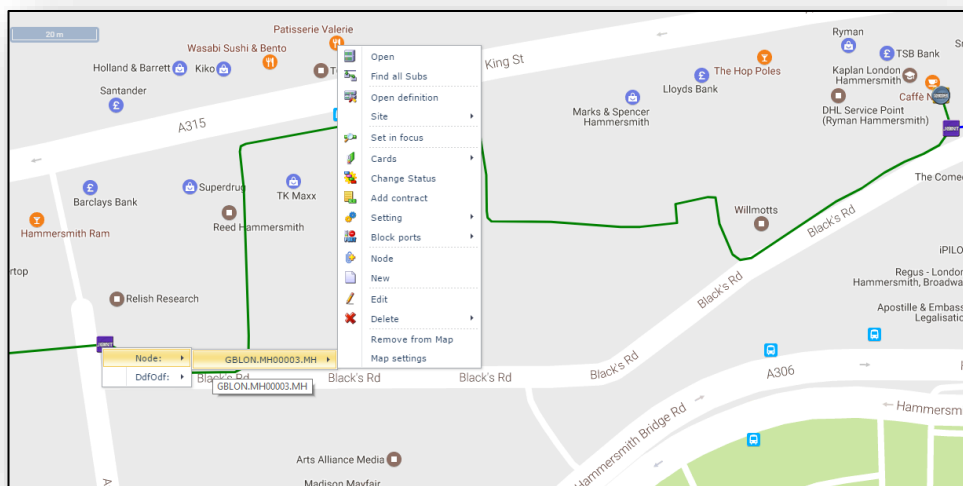 20 m
Patisserie Valerie
Wasabi Sushi & Bento
Holland & Barrett
Kiko
Santander
A315
King St
Ryman
TSB Bank
The Hop Poles
Lloyds Bank
Kaplan London
Hammersmith
Caffè N
DHL Service Point
(Ryman Hammersmith)
Marks & Spencer
Hammersmith
JOINT
The Come
Open
Find all Subs
Open definition
Site
Set in focus
Cards
Change Status
Add contract
Setting
Block ports
Node
New
Edit
Delete
Remove from Map
Map settings
Barclays Bank
Superdrug
TK Maxx
Hammersmith Ram
Reed Hammersmith
Willmotts
Black's Rd
Black's Rd
Black's Rd
iPILO
Regus - London
Hammersmith, Broadwa
Apostille & Embas
Legalisatio
rtop
Relish Research
Node:
GBLON.MH00003.MH
DdfOdf:
GBLON.MH00003.MH
Black's Rd
Black's Rd
Black's Rd
A306
Hammersmith Bridge Rd
Hammersm
Arts Alliance Media
Madison Mayfair